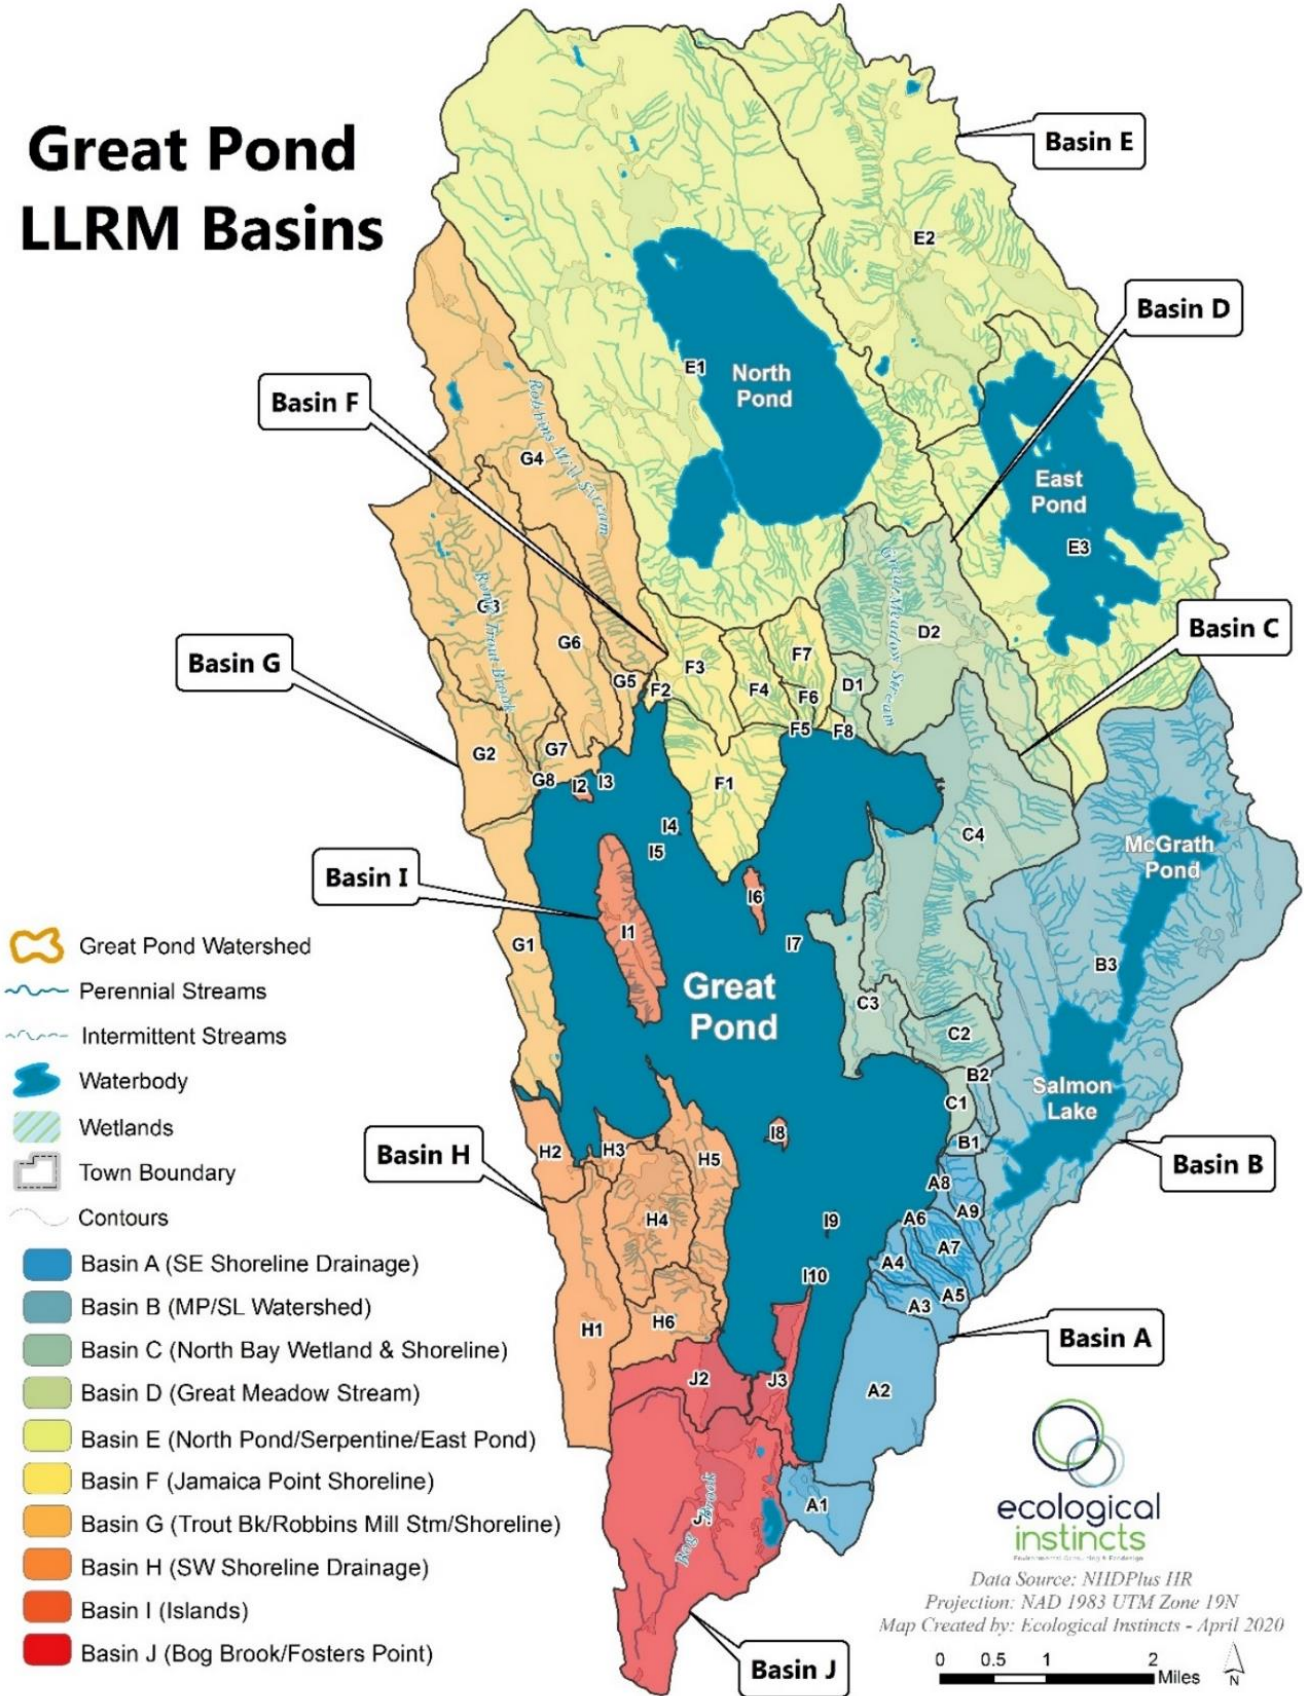 Great Pond
LLRM Basins
Basin E
E2
Basin D
E1
North
Pond
Basin F
Robbins Mill Stream
G4
East
Pond
E3
Great Meadow Stream
G3
Trout Brook
Basin C
D2
G6
F7
Basin G
F3
G5
F2
F4
F6
D1
F5
F8
G2
G7
G8
I2
I3
F1
I4
I5
C4
McGrath
Pond
Basin I
I6
I1
G1
I7
B3
Great
Pond
C3
C2
B2
Salmon
Lake
C1
I8
B1
Basin H
H2
H3
H5
Basin B
A8
A9
H4
I9
A6
A7
A4
I10
A5
A3
H1
H6
Basin A
J2
J3
A2
A1
Bog Brook
Basin J
Great Pond Watershed
Perennial Streams
Intermittent Streams
Waterbody
Wetlands
Town Boundary
Contours
Basin A (SE Shoreline Drainage)
Basin B (MP/SL Watershed)
Basin C (North Bay Wetland & Shoreline)
Basin D (Great Meadow Stream)
Basin E (North Pond/Serpentine/East Pond)
Basin F (Jamaica Point Shoreline)
Basin G (Trout Bk/Robbins Mill Stm/Shoreline)
Basin H (SW Shoreline Drainage)
Basin I (Islands)
Basin J (Bog Brook/Fosters Point)
ecological
instincts
Data Source: NHDPlus HR
Projection: NAD 1983 UTM Zone 19N
Map Created by: Ecological Instincts - April 2020
0 0.5 1 2
Miles
N